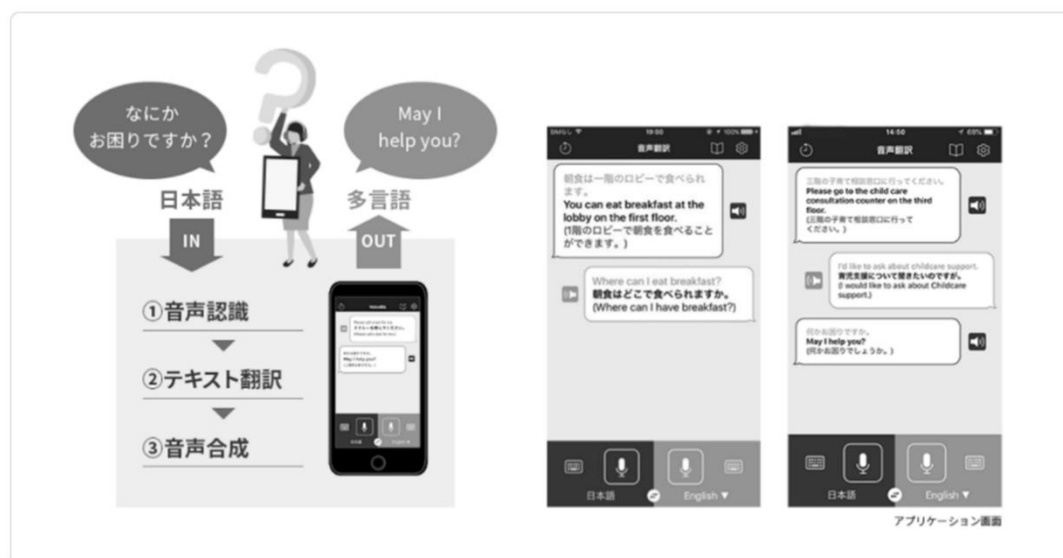 なにか
お困りですか？
May I
help you?
日本語
多言語
IN
OUT
①音声認識
②テキスト翻訳
③音声合成
May I help you?
日本語
English ▼
19:50
100%
音声翻訳
朝食は一階のロビーで食べられ
ます。
You can eat breakfast at the
lobby on the first floor.
(1階のロビーで朝食を食べること
ができます。)
Where can I eat breakfast?
朝食はどこで食べられますか。
(Where can I have breakfast?)
日本語
English ▼
14:50
69%
音声翻訳
三階の子育て相談窓口に行ってください。
Please go to the child care
consultation counter on the third
floor.
(三階の子育て相談窓口に行って
ください。)
I'd like to ask about childcare support.
育児支援について聞きたいのですが。
(I would like to ask about Childcare
support.)
何かお困りですか。
May I help you?
(何かお困りでしょうか。)
日本語
English ▼
アプリケーション画面